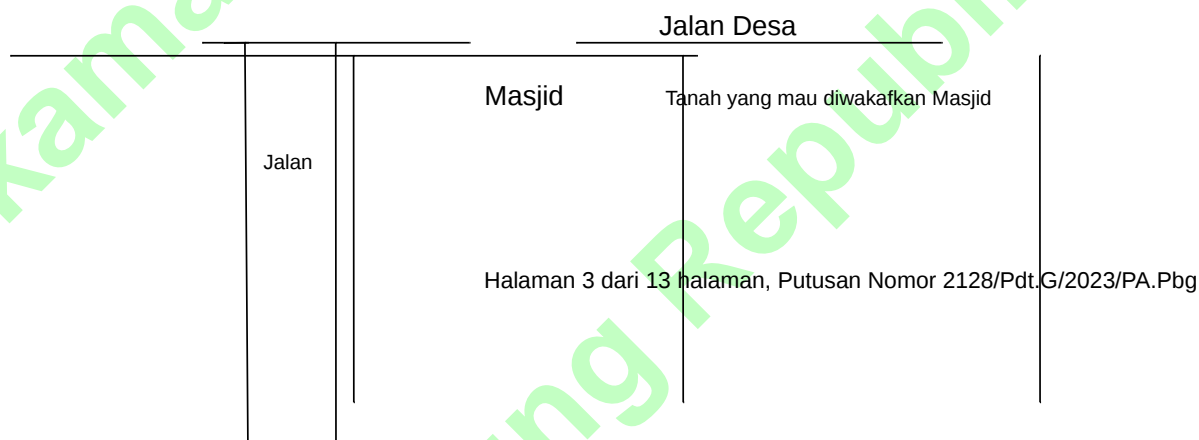 Jalan Desa
Masjid
Tanah yang mau diwakafkan Masjid
Jalan
Halaman 3 dari 13 halaman, Putusan Nomor 2128/Pdt.G/2023/PA.Pbg